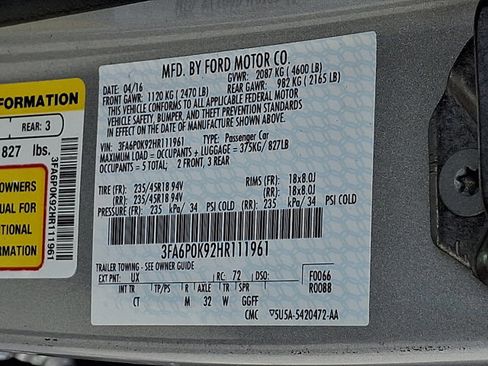 MFD. BY FORD MOTOR CO.
04/16 GVWR: 2087 KG ( 4600 LB)
FRONT GAWR: 1120 KG ( 2470 LB) REAR GAWR: 982 KG ( 2165 LB)
THIS VEHICLE CONFORMS TO ALL APPLICABLE FEDERAL MOTOR
VEHICLE SAFETY, BUMPER, AND THEFT PREVENTION STANDARDS
IN EFFECT ON THE DATE OF MANUFACTURE SHOWN ABOVE.
VIN: 3FA6P0K92HR111961 TYPE: Passenger Car
MAXIMUM LOAD = OCCUPANTS + LUGGAGE = 375KG/827LB
OCCUPANTS = 5 TOTAL; 2 FRONT, 3 REAR
TIRE (FF): 235/45R18 94V RIMS (FF): 18x8.0J
TIRE (FR): 235/45R18 94V RIMS (FR): 18x8.0J
PRESSURE (FF): 235 kPa/ 34 PSI COLD (FR): 235 kPa/ 34 PSI COLD
3FA6P0K92HR111961
TRAILER TOWING - SEE OWNER GUIDE
EXT PNT: UX RC: 72 DSO: F0066
INT TR TP/PS R AXLE TR SPR R0088
CT M 32 W GGFF
CMC 5U5A-5420472-AA
FORMATION
REAR: 3
827 lbs.
OWNERS
UAL FOR
TIONAL
RMATION
3FA6P0K92HR111961